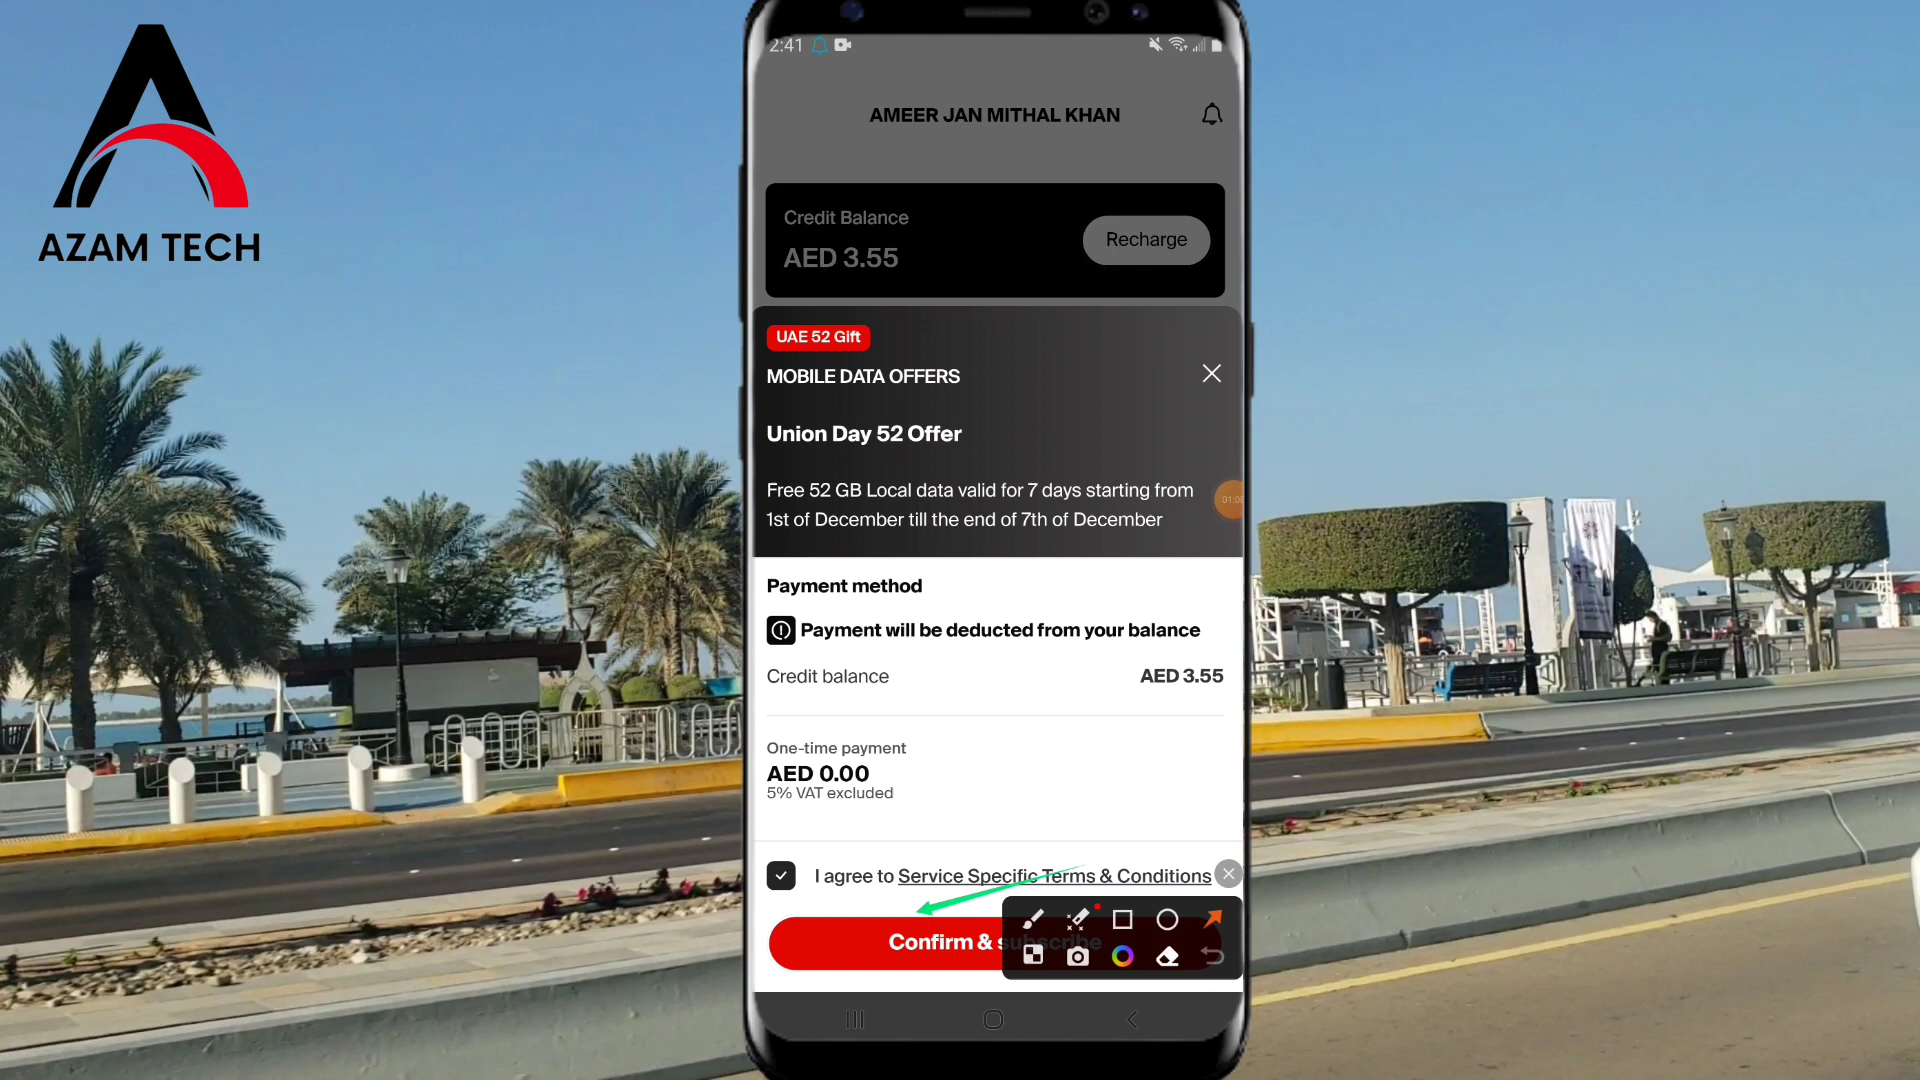 AZAM TECH
2:41
AMEER JAN MITHAL KHAN
Credit Balance
AED 3.55
Recharge
UAE 52 Gift
MOBILE DATA OFFERS
Union Day 52 Offer
Free 52 GB Local data valid for 7 days starting from
1st of December till the end of 7th of December
01:08
Payment method
Payment will be deducted from your balance
Credit balance AED 3.55
One-time payment
AED 0.00
5% VAT excluded
I agree to Service Specific Terms & Conditions
Confirm & subscribe